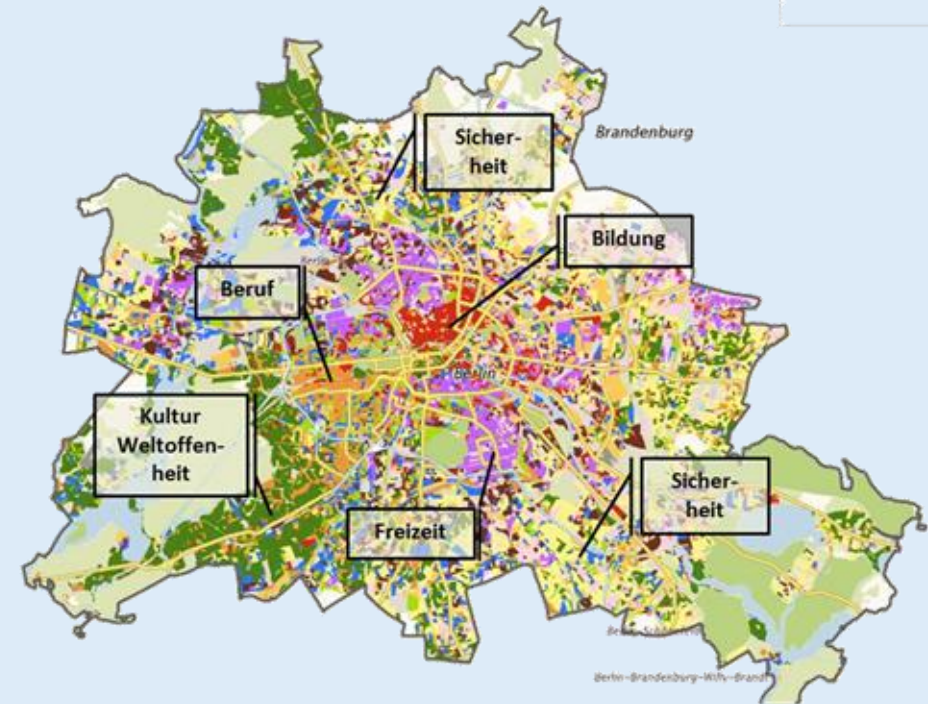 Sicher-
heit
Brandenburg
Bildung
Beruf
Berlin
Kultur
Weltoffen-
heit
Sicher-
heit
Freizeit